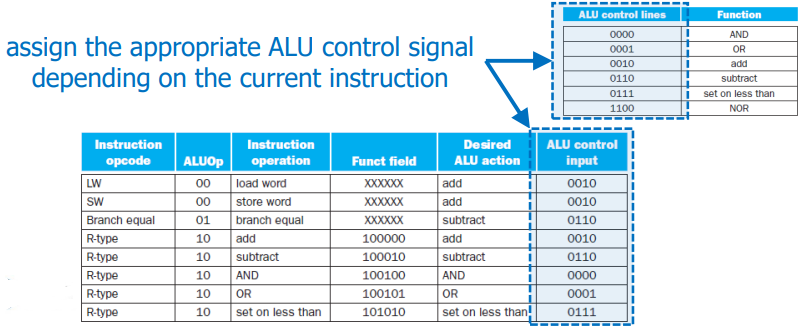 ALU control lines Function
0000 AND
0001 OR
0010 add
0110 subtract
0111 set on less than
1100 NOR
assign the appropriate ALU control signal
depending on the current instruction
Instruction opcode ALUOp Instruction operation Funct field Desired ALU action ALU control input
LW 00 load word XXXXXX add 0010
SW 00 store word XXXXXX add 0010
Branch equal 01 branch equal XXXXXX subtract 0110
R-type 10 add 100000 add 0010
R-type 10 subtract 100010 subtract 0110
R-type 10 AND 100100 AND 0000
R-type 10 OR 100101 OR 0001
R-type 10 set on less than 101010 set on less than 0111